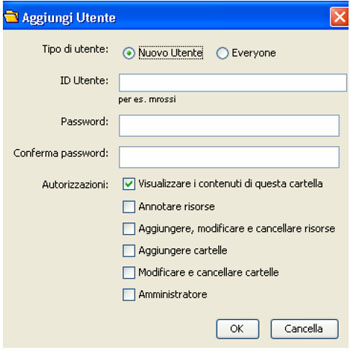 Aggiungi Utente
Tipo di utente: Nuovo Utente Everyone
ID Utente:
per es. mrossi
Password:
Conferma password:
Autorizzazioni: Visualizzare i contenuti di questa cartella
Annotare risorse
Aggiungere, modificare e cancellare risorse
Aggiungere cartelle
Modificare e cancellare cartelle
Amministratore
OK Cancella